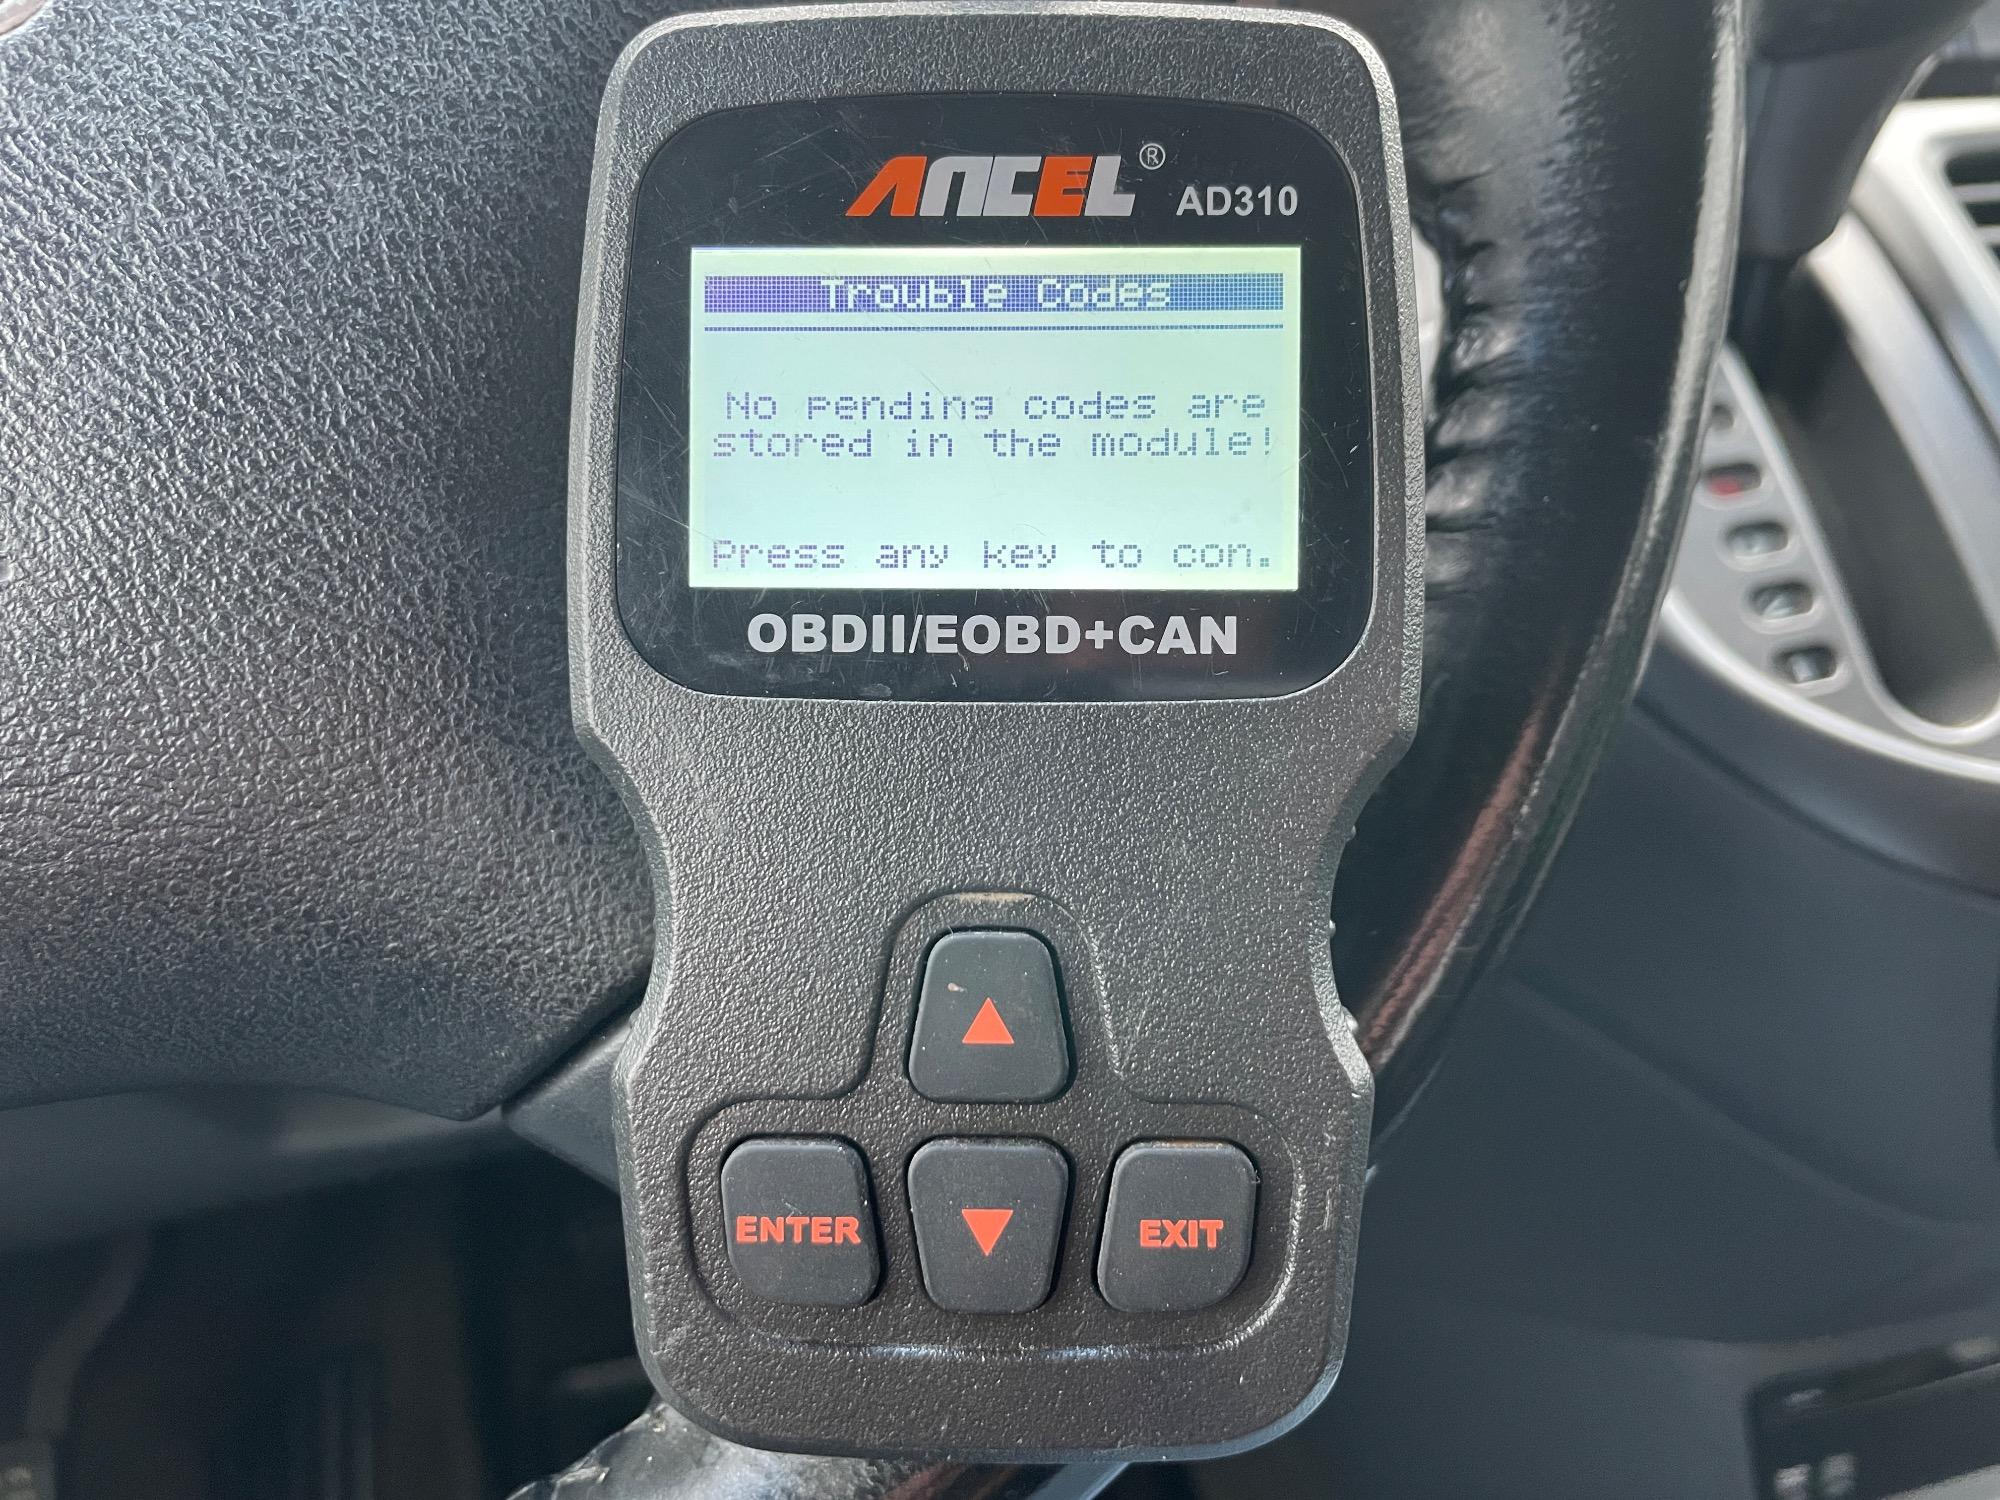 ANCEL® AD310
Trouble Codes
No pending codes are
stored in the module!
Press any key to con.
OBDII/EOBD+CAN
ENTER
EXIT